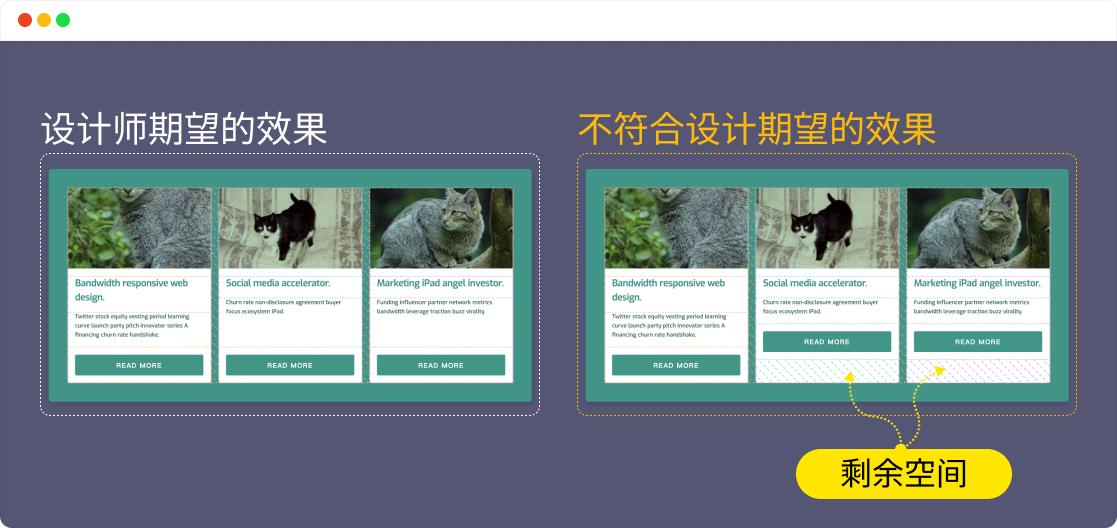 设计师期望的效果
Bandwidth responsive web
design.
Twitter stock equity vesting period learning
curve launch party pitch innovator series A
financing churn rate handshake.
READ MORE
Social media accelerator.
Churn rate non-disclosure agreement buyer
focus ecosystem iPad.
READ MORE
Marketing iPad angel investor.
Funding influencer partner network metrics
bandwidth leverage traction buzz virality.
READ MORE
不符合设计期望的效果
Bandwidth responsive web
design.
Twitter stock equity vesting period learning
curve launch party pitch innovator series A
financing churn rate handshake.
READ MORE
Social media accelerator.
Churn rate non-disclosure agreement buyer
focus ecosystem iPad.
READ MORE
Marketing iPad angel investor.
Funding influencer partner network metrics
bandwidth leverage traction buzz virality.
READ MORE
剩余空间